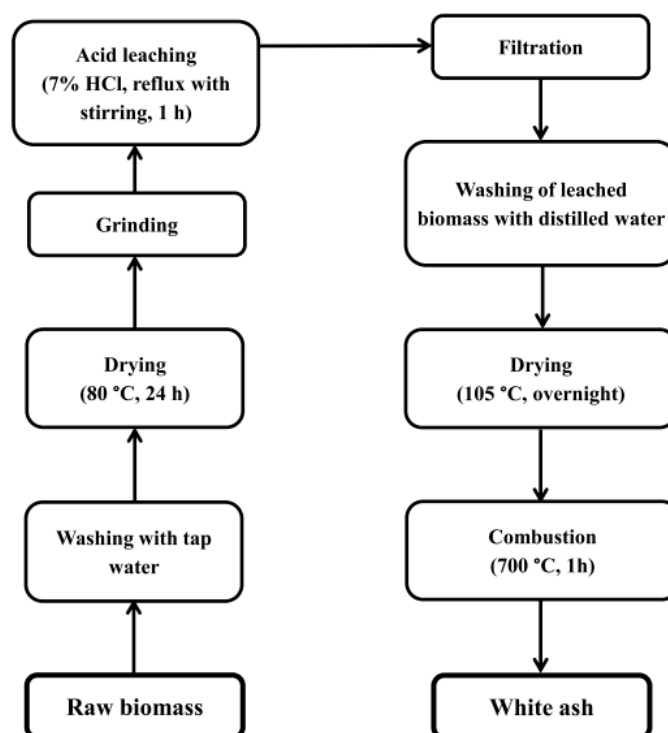 Acid leaching
(7% HCl, reflux with
stirring, 1 h)
Filtration
Washing of leached
biomass with distilled water
Grinding
Drying
(80 °C, 24 h)
Drying
(105 °C, overnight)
Washing with tap
water
Combustion
(700 °C, 1h)
Raw biomass
White ash